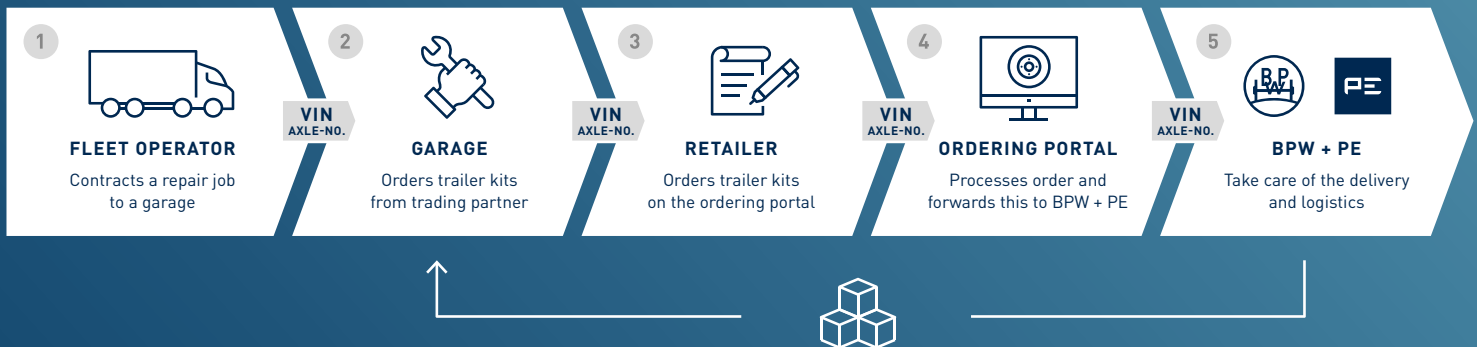 1
FLEET OPERATOR
Contracts a repair job
to a garage
VIN
AXLE-NO.
2
GARAGE
Orders trailer kits
from trading partner
VIN
AXLE-NO.
3
RETAILER
Orders trailer kits
on the ordering portal
VIN
AXLE-NO.
4
ORDERING PORTAL
Processes order and
forwards this to BPW + PE
VIN
AXLE-NO.
5
BPW
PE
BPW + PE
Take care of the delivery
and logistics